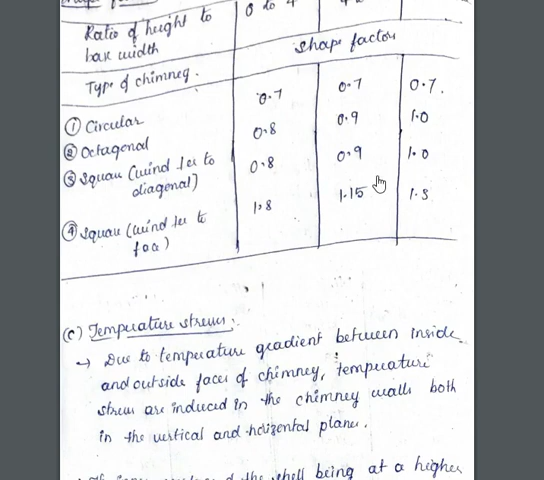 Ratio of height to 0 to 4
base width
Shape factor
Type of chimney.
① Circular 0.7 0.7 0.7.
② Octagonal 0.8 0.9 1.0
③ Square (wind ler to 0.8 0.9 1.0
diagonal)
④ Square (wind ler to 1.8 1.15 1.3
face)
(c) Temperature stress:
→ Due to temperature gradient between inside
and outside faces of chimney, temperature
stress are induced in the chimney walls both
in the vertical and horizontal plane.
the shell being at a higher